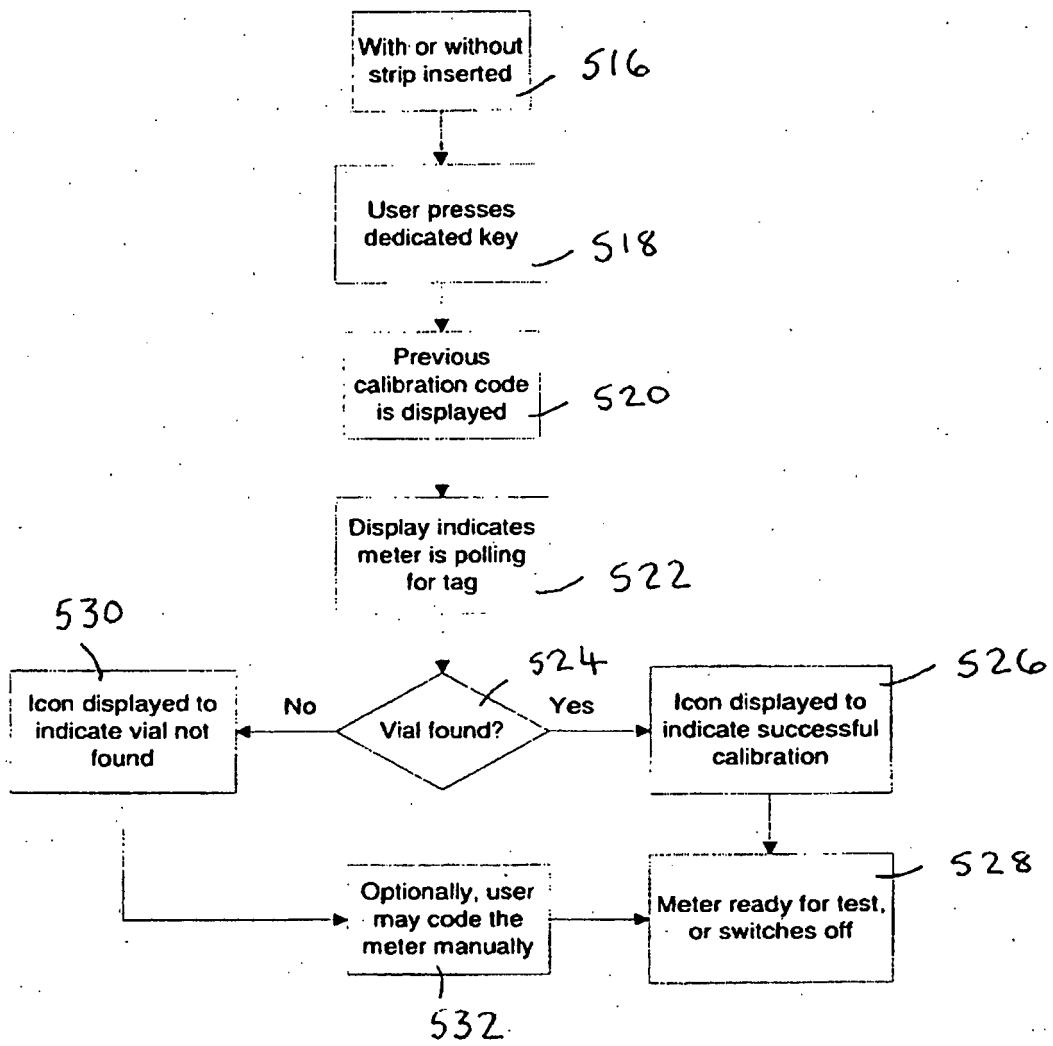 With or without
strip inserted
516
User presses
dedicated key
518
Previous
calibration code
is displayed
520
Display indicates
meter is polling
for tag
522
530
524
526
Icon displayed to
indicate vial not
found
No
Vial found?
Yes
Icon displayed to
indicate successful
calibration
528
Optionally, user
may code the
meter manually
Meter ready for test,
or switches off
532